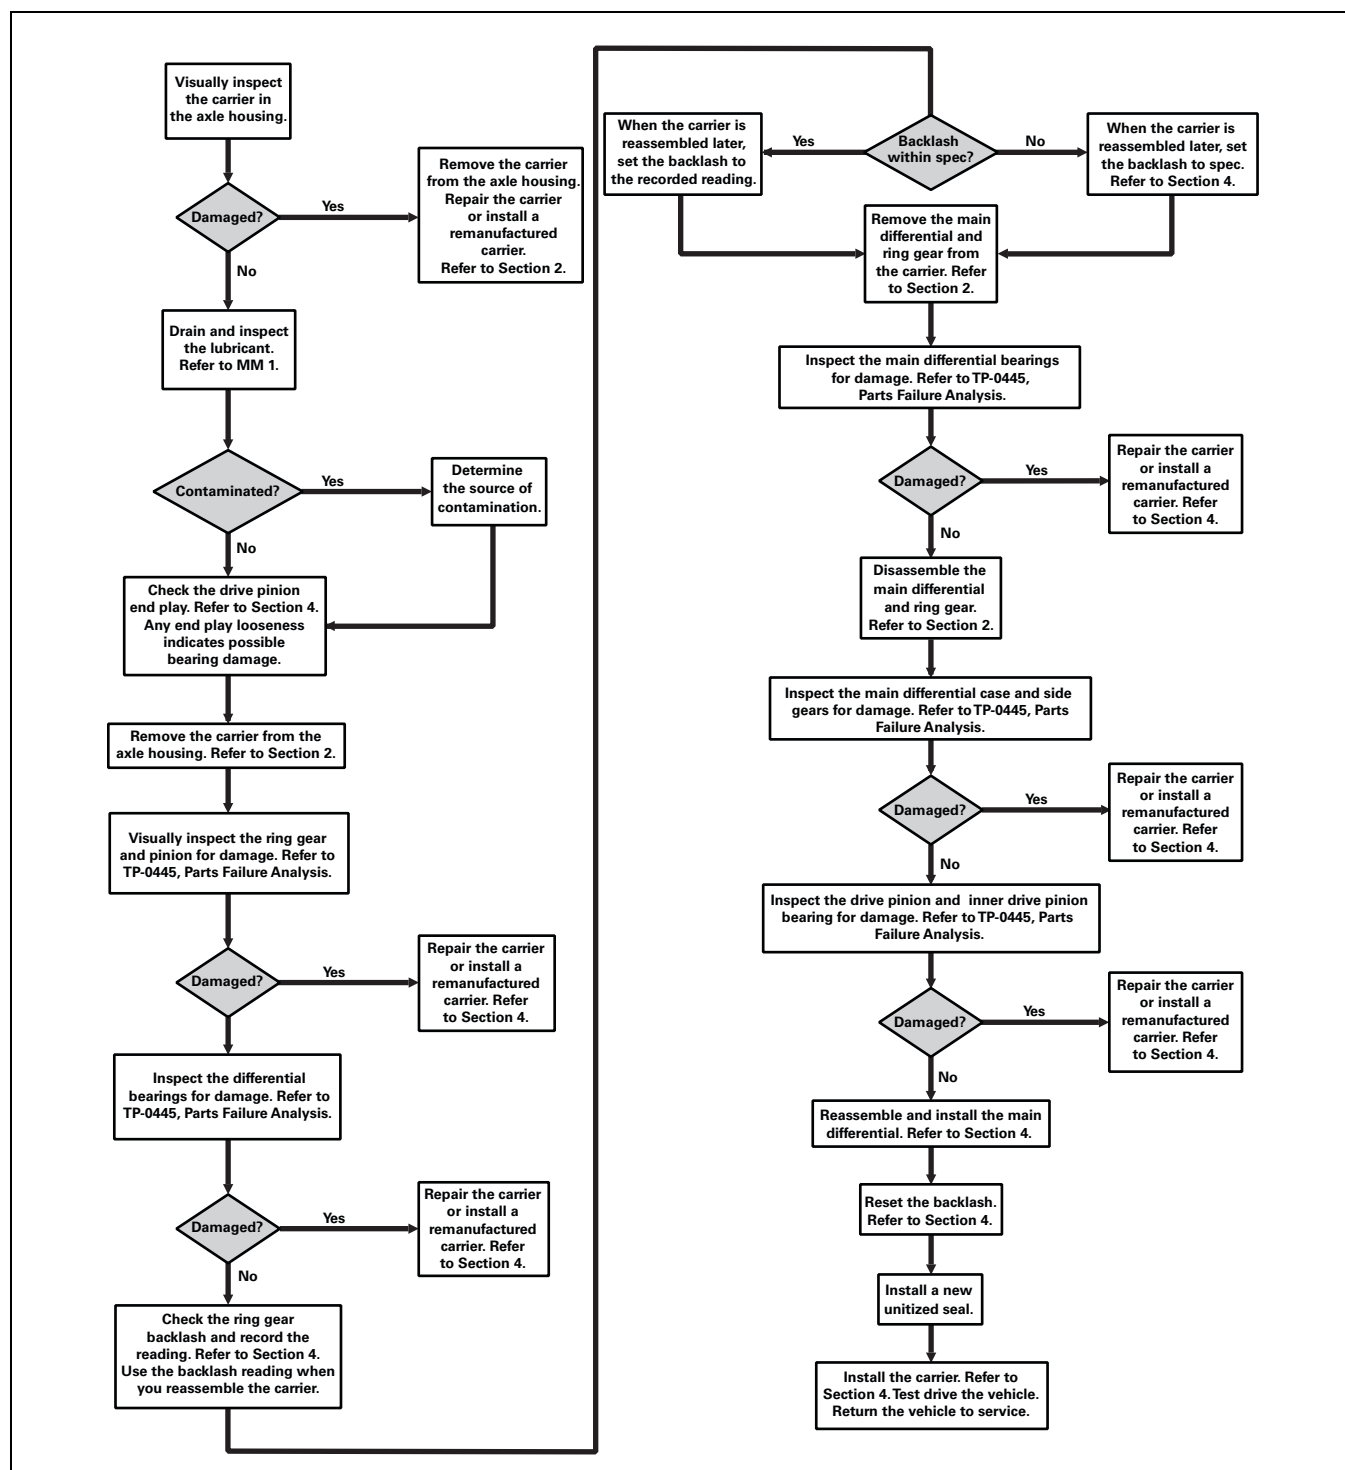 Visually inspect
the carrier in
the axle housing.
Damaged?
Yes
Remove the carrier
from the axle housing.
Repair the carrier
or install a
remanufactured
carrier.
Refer to Section 2.
No
Drain and inspect
the lubricant.
Refer to MM 1.
Contaminated?
Yes
Determine
the source of
contamination.
No
Check the drive pinion
end play. Refer to Section 4.
Any end play looseness
indicates possible
bearing damage.
Remove the carrier from the
axle housing. Refer to Section 2.
Visually inspect the ring gear
and pinion for damage. Refer to
TP-0445, Parts Failure Analysis.
Damaged?
Yes
Repair the carrier
or install a
remanufactured
carrier. Refer
to Section 4.
Inspect the differential
bearings for damage. Refer to
TP-0445, Parts Failure Analysis.
Damaged?
Yes
Repair the carrier
or install a
remanufactured
carrier. Refer
to Section 4.
No
Check the ring gear
backlash and record the
reading. Refer to Section 4.
Use the backlash reading when
you reassemble the carrier.
Backlash
within spec?
Yes
When the carrier is
reassembled later,
set the backlash to
the recorded reading.
No
When the carrier is
reassembled later, set
the backlash to spec.
Refer to Section 4.
Remove the main
differential and
ring gear from
the carrier. Refer
to Section 2.
Inspect the main differential bearings
for damage. Refer to TP-0445,
Parts Failure Analysis.
Damaged?
Yes
Repair the carrier
or install a
remanufactured
carrier. Refer
to Section 4.
No
Disassemble the
main differential
and ring gear.
Refer to Section 2.
Inspect the main differential case and side
gears for damage. Refer to TP-0445, Parts
Failure Analysis.
Damaged?
Yes
Repair the carrier
or install a
remanufactured
carrier. Refer
to Section 4.
No
Inspect the drive pinion and inner drive pinion
bearing for damage. Refer to TP-0445, Parts
Failure Analysis.
Damaged?
Yes
Repair the carrier
or install a
remanufactured
carrier. Refer
to Section 4.
No
Reassemble and install the main
differential. Refer to Section 4.
Reset the backlash.
Refer to Section 4.
Install a new
unitized seal.
Install the carrier. Refer to
Section 4. Test drive the vehicle.
Return the vehicle to service.